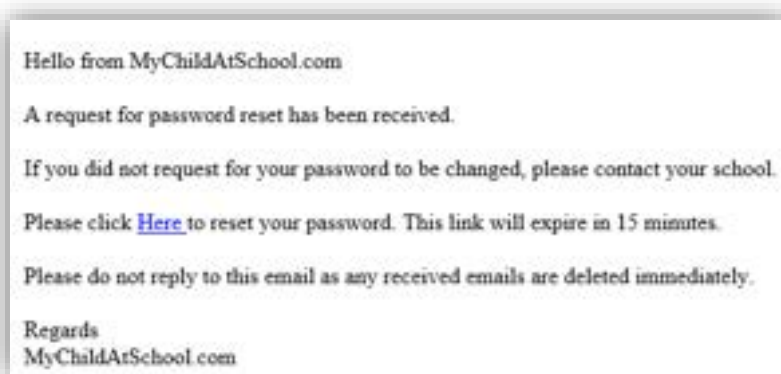 Hello from MyChildAtSchool.com
A request for password reset has been received.
If you did not request for your password to be changed, please contact your school.
Please click Here to reset your password. This link will expire in 15 minutes.
Please do not reply to this email as any received emails are deleted immediately.
Regards
MyChildAtSchool.com